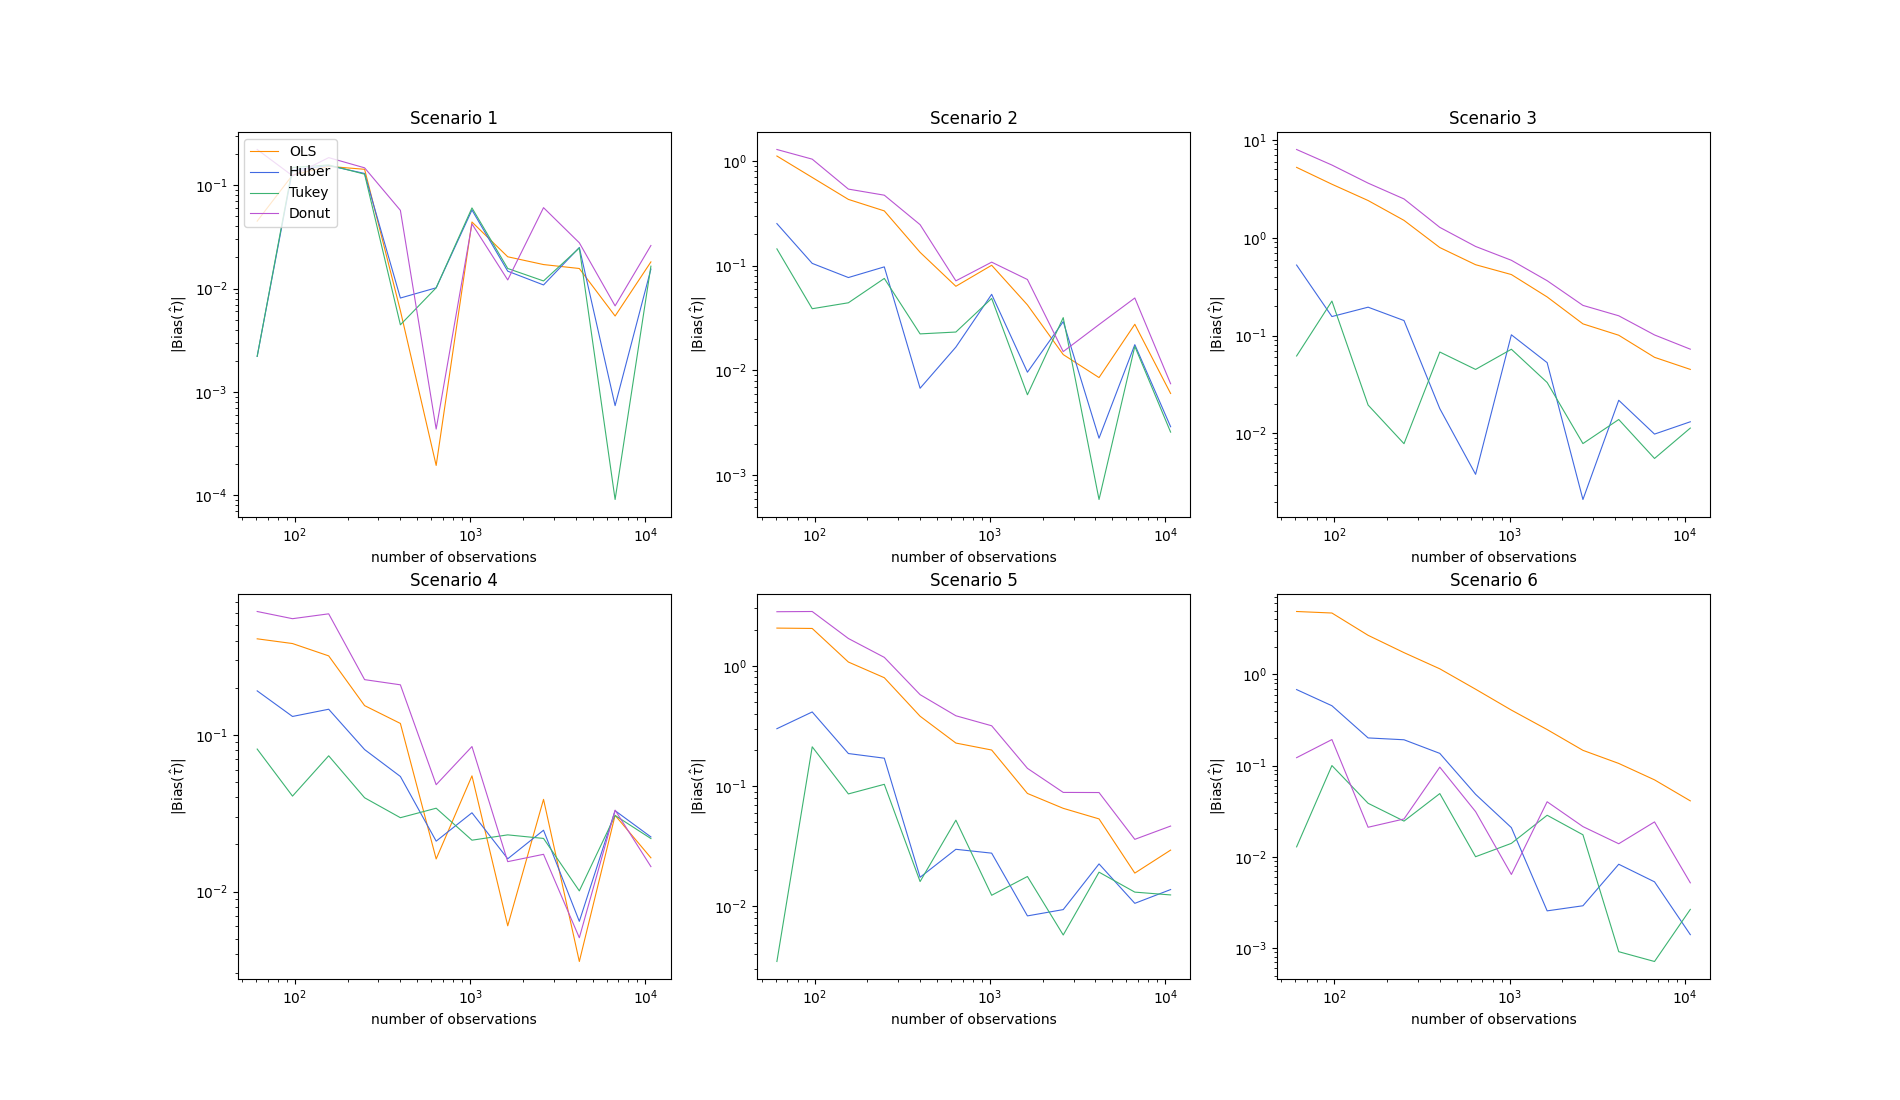 Scenario 1
OLS
Huber
Tukey
Donut
10⁻¹
10⁻²
10⁻³
10⁻⁴
|Bias(τ̂)|
10² 10³ 10⁴
number of observations
Scenario 2
10⁰
10⁻¹
10⁻²
10⁻³
|Bias(τ̂)|
10² 10³ 10⁴
number of observations
Scenario 3
10¹
10⁰
10⁻¹
10⁻²
|Bias(τ̂)|
10² 10³ 10⁴
number of observations
Scenario 4
10⁻¹
10⁻²
|Bias(τ̂)|
10² 10³ 10⁴
number of observations
Scenario 5
10⁰
10⁻¹
10⁻²
|Bias(τ̂)|
10² 10³ 10⁴
number of observations
Scenario 6
10⁰
10⁻¹
10⁻²
10⁻³
|Bias(τ̂)|
10² 10³ 10⁴
number of observations